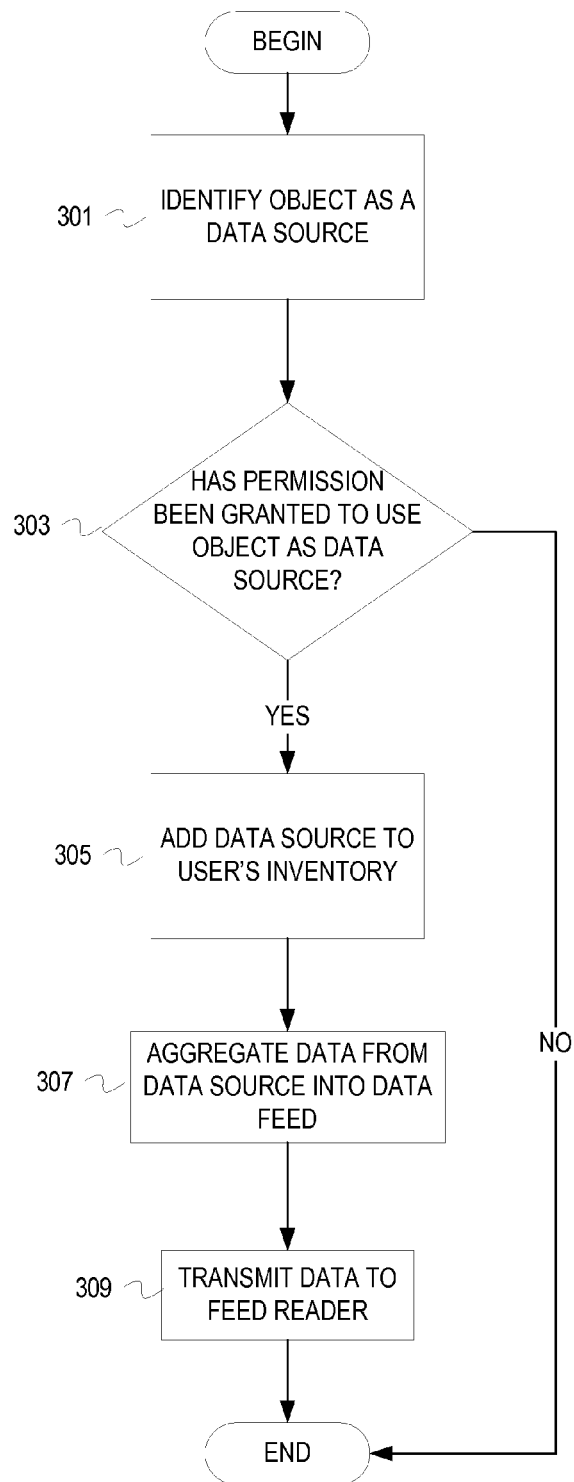 BEGIN
301
IDENTIFY OBJECT AS A
DATA SOURCE
303
HAS PERMISSION
BEEN GRANTED TO USE
OBJECT AS DATA
SOURCE?
YES
305
ADD DATA SOURCE TO
USER'S INVENTORY
NO
307
AGGREGATE DATA FROM
DATA SOURCE INTO DATA
FEED
309
TRANSMIT DATA TO
FEED READER
END